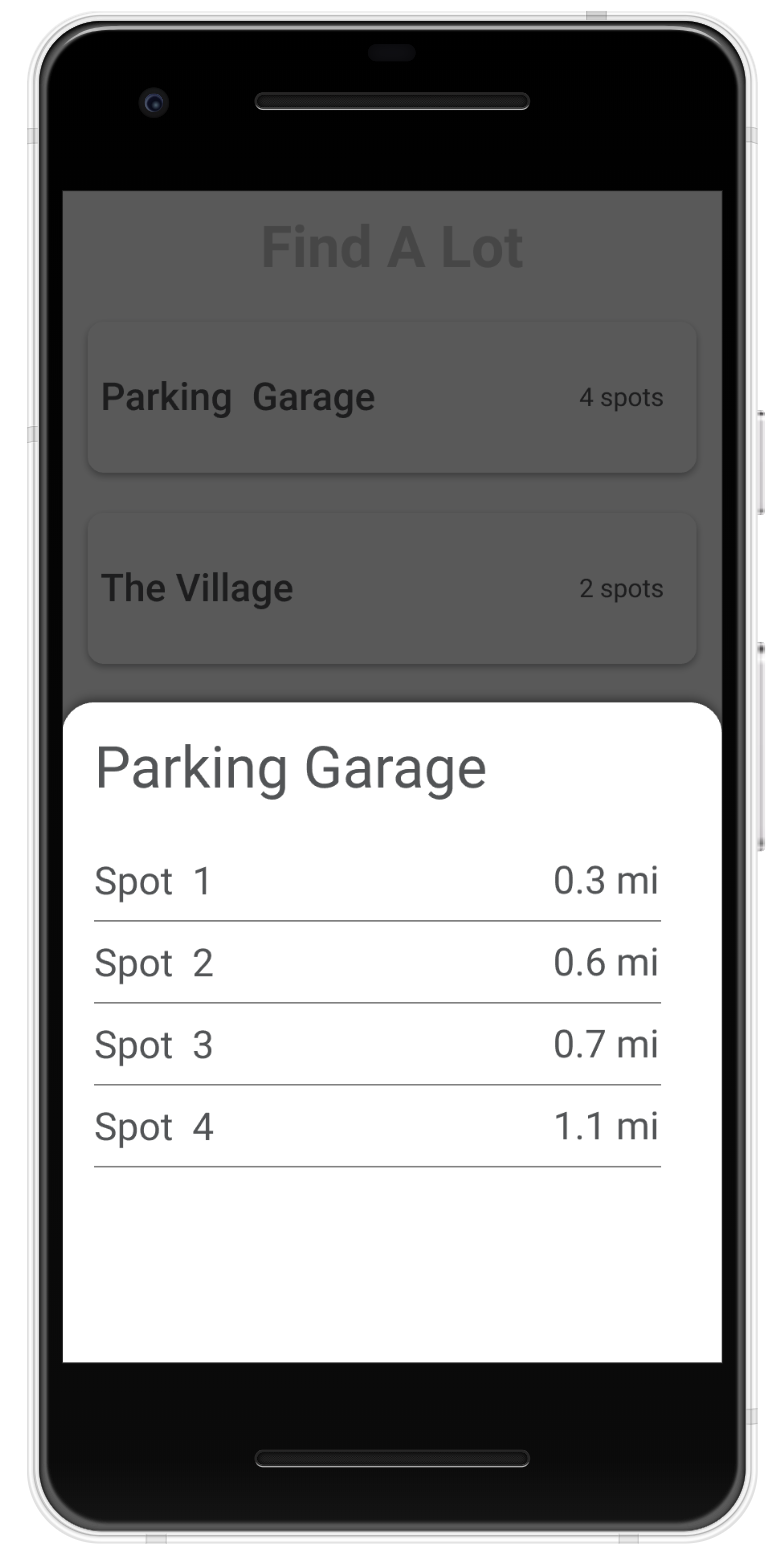 Find A Lot
Parking  Garage 4 spots
The Village 2 spots
Parking Garage
Spot  1 0.3 mi
Spot  2 0.6 mi
Spot  3 0.7 mi
Spot  4 1.1 mi